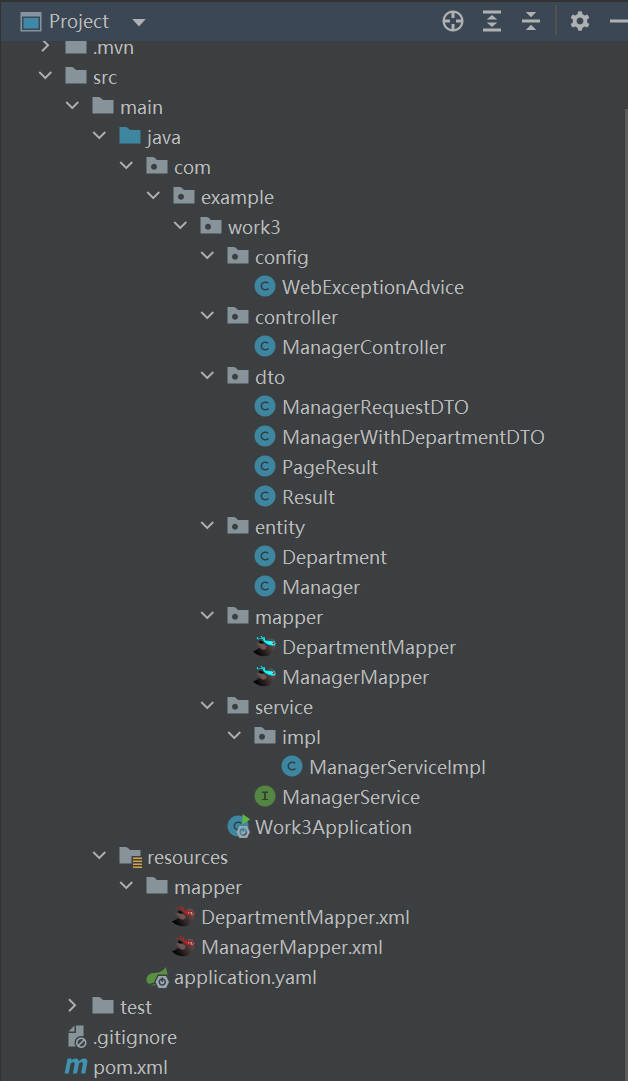 Project
.mvn
src
main
java
com
example
work3
config
C WebExceptionAdvice
controller
C ManagerController
dto
C ManagerRequestDTO
C ManagerWithDepartmentDTO
C PageResult
C Result
entity
C Department
C Manager
mapper
DepartmentMapper
ManagerMapper
service
impl
C ManagerServiceImpl
I ManagerService
Work3Application
resources
mapper
DepartmentMapper.xml
ManagerMapper.xml
application.yaml
test
.gitignore
m pom.xml